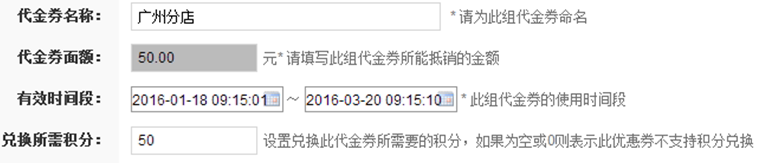 代金券名称： 广州分店 * 请为此组代金券命名
代金券面额： 50.00 元* 请填写此组代金券所能抵销的金额
有效时间段： 2016-01-18 09:15:01 ~ 2016-03-20 09:15:10 * 此组代金券的使用时间段
兑换所需积分： 50 设置兑换此代金券所需要的积分，如果为空或0则表示此优惠券不支持积分兑换